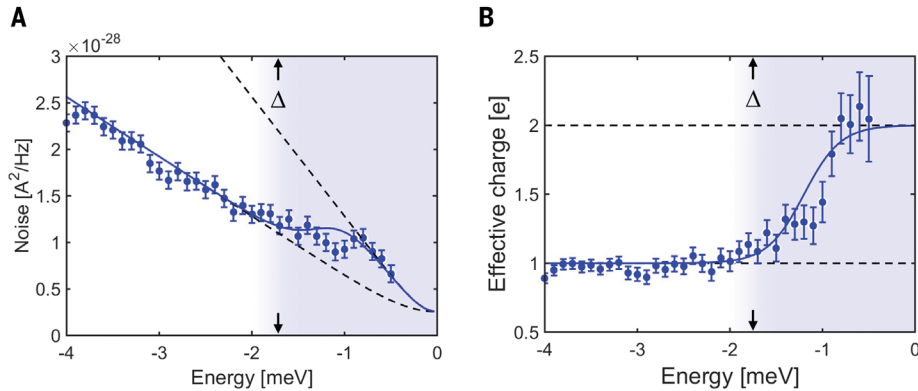 A
×10⁻²⁸
3
2.5
2
1.5
1
0.5
0
Noise [A²/Hz]
Δ
-4 -3 -2 -1 0
Energy [meV]
B
2.5
2
1.5
1
0.5
Effective charge [e]
Δ
-4 -3 -2 -1 0
Energy [meV]